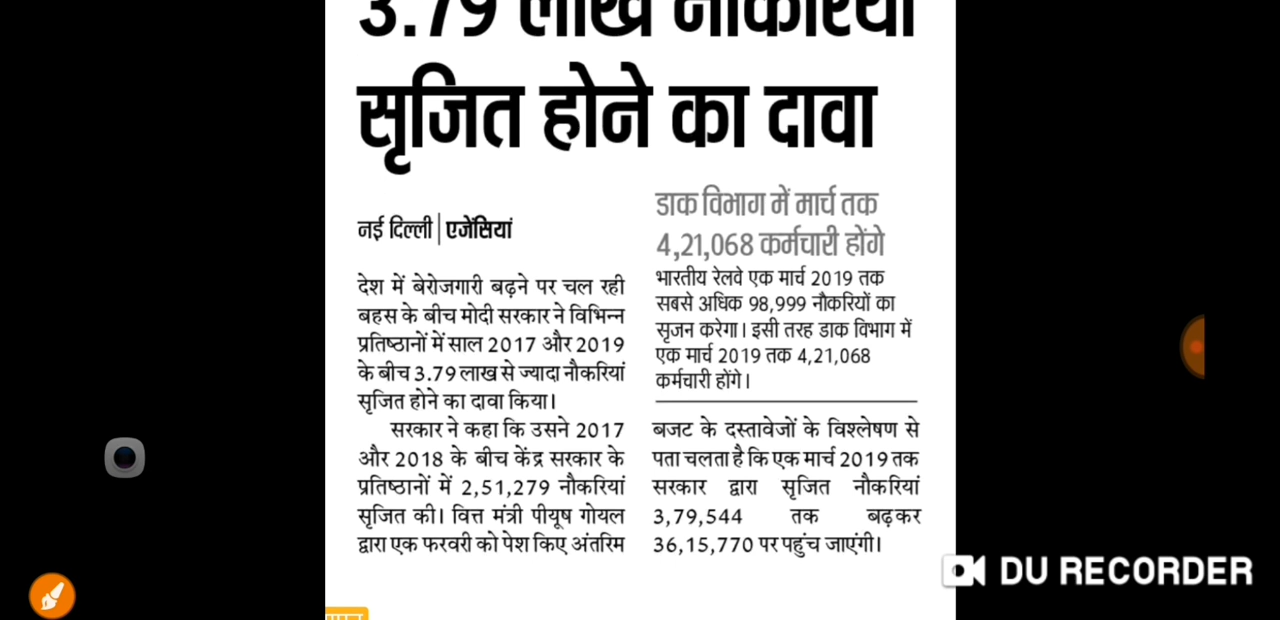 3.79 लाख नौकरियां
सृजित होने का दावा
नई दिल्ली | एजेंसियां
देश में बेरोजगारी बढ़ने पर चल रही
बहस के बीच मोदी सरकार ने विभिन्न
प्रतिष्ठानों में साल 2017 और 2019
के बीच 3.79 लाख से ज्यादा नौकरियां
सृजित होने का दावा किया।
सरकार ने कहा कि उसने 2017
और 2018 के बीच केंद्र सरकार के
प्रतिष्ठानों में 2,51,279 नौकरियां
सृजित की। वित्त मंत्री पीयूष गोयल
द्वारा एक फरवरी को पेश किए अंतरिम
डाक विभाग में मार्च तक
4,21,068 कर्मचारी होंगे
भारतीय रेलवे एक मार्च 2019 तक
सबसे अधिक 98,999 नौकरियों का
सृजन करेगा। इसी तरह डाक विभाग में
एक मार्च 2019 तक 4,21,068
कर्मचारी होंगे।
बजट के दस्तावेजों के विश्लेषण से
पता चलता है कि एक मार्च 2019 तक
सरकार द्वारा सृजित नौकरियां
3,79,544 तक बढ़कर
36,15,770 पर पहुंच जाएंगी।
DU RECORDER